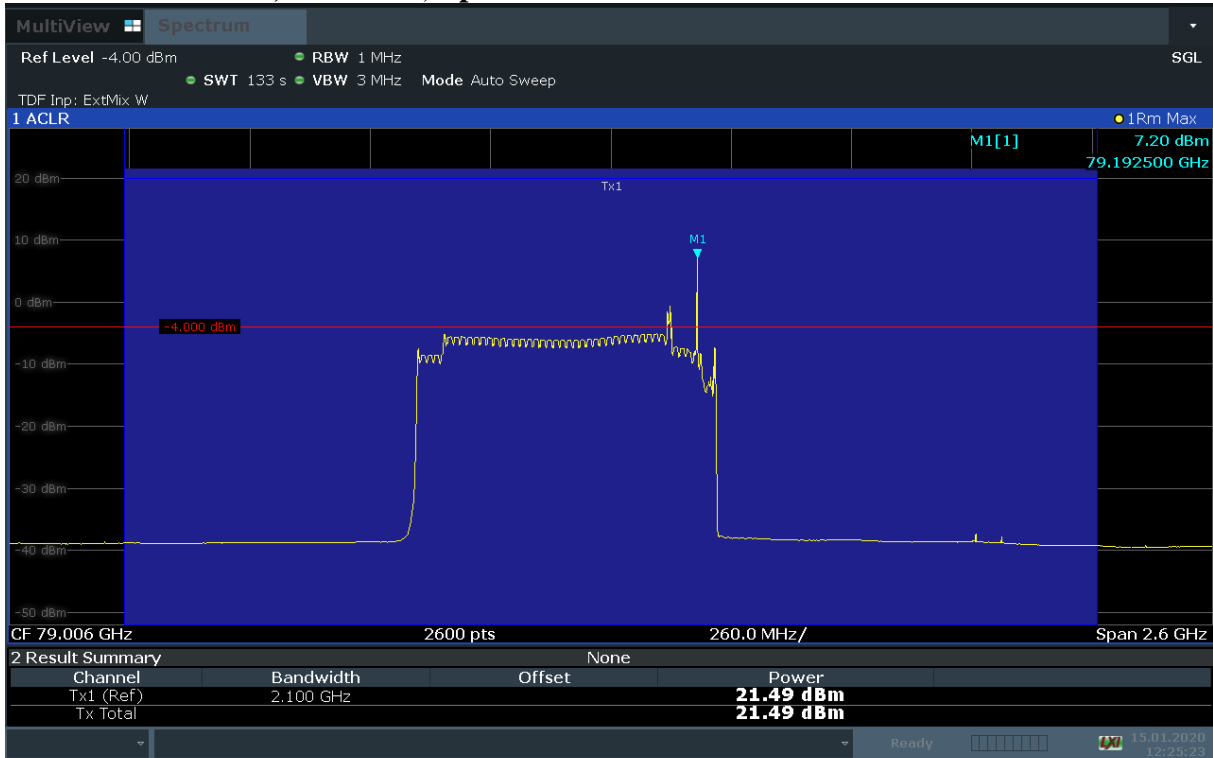 MultiView Spectrum
Ref Level -4.00 dBm RBW 1 MHz SGL
SWT 133 s VBW 3 MHz Mode Auto Sweep
TDF Inp: ExtMix W
1 ACLR 1Rm Max
M1[1] 7.20 dBm
79.192500 GHz
20 dBm
Tx1
10 dBm
M1
0 dBm
-4.000 dBm
-10 dBm
-20 dBm
-30 dBm
-40 dBm
-50 dBm
CF 79.006 GHz 2600 pts 260.0 MHz/ Span 2.6 GHz
2 Result Summary None
Channel Bandwidth Offset Power
Tx1 (Ref) 2.100 GHz 21.49 dBm
Tx Total 21.49 dBm
Ready LXI 15.01.2020
12:25:23